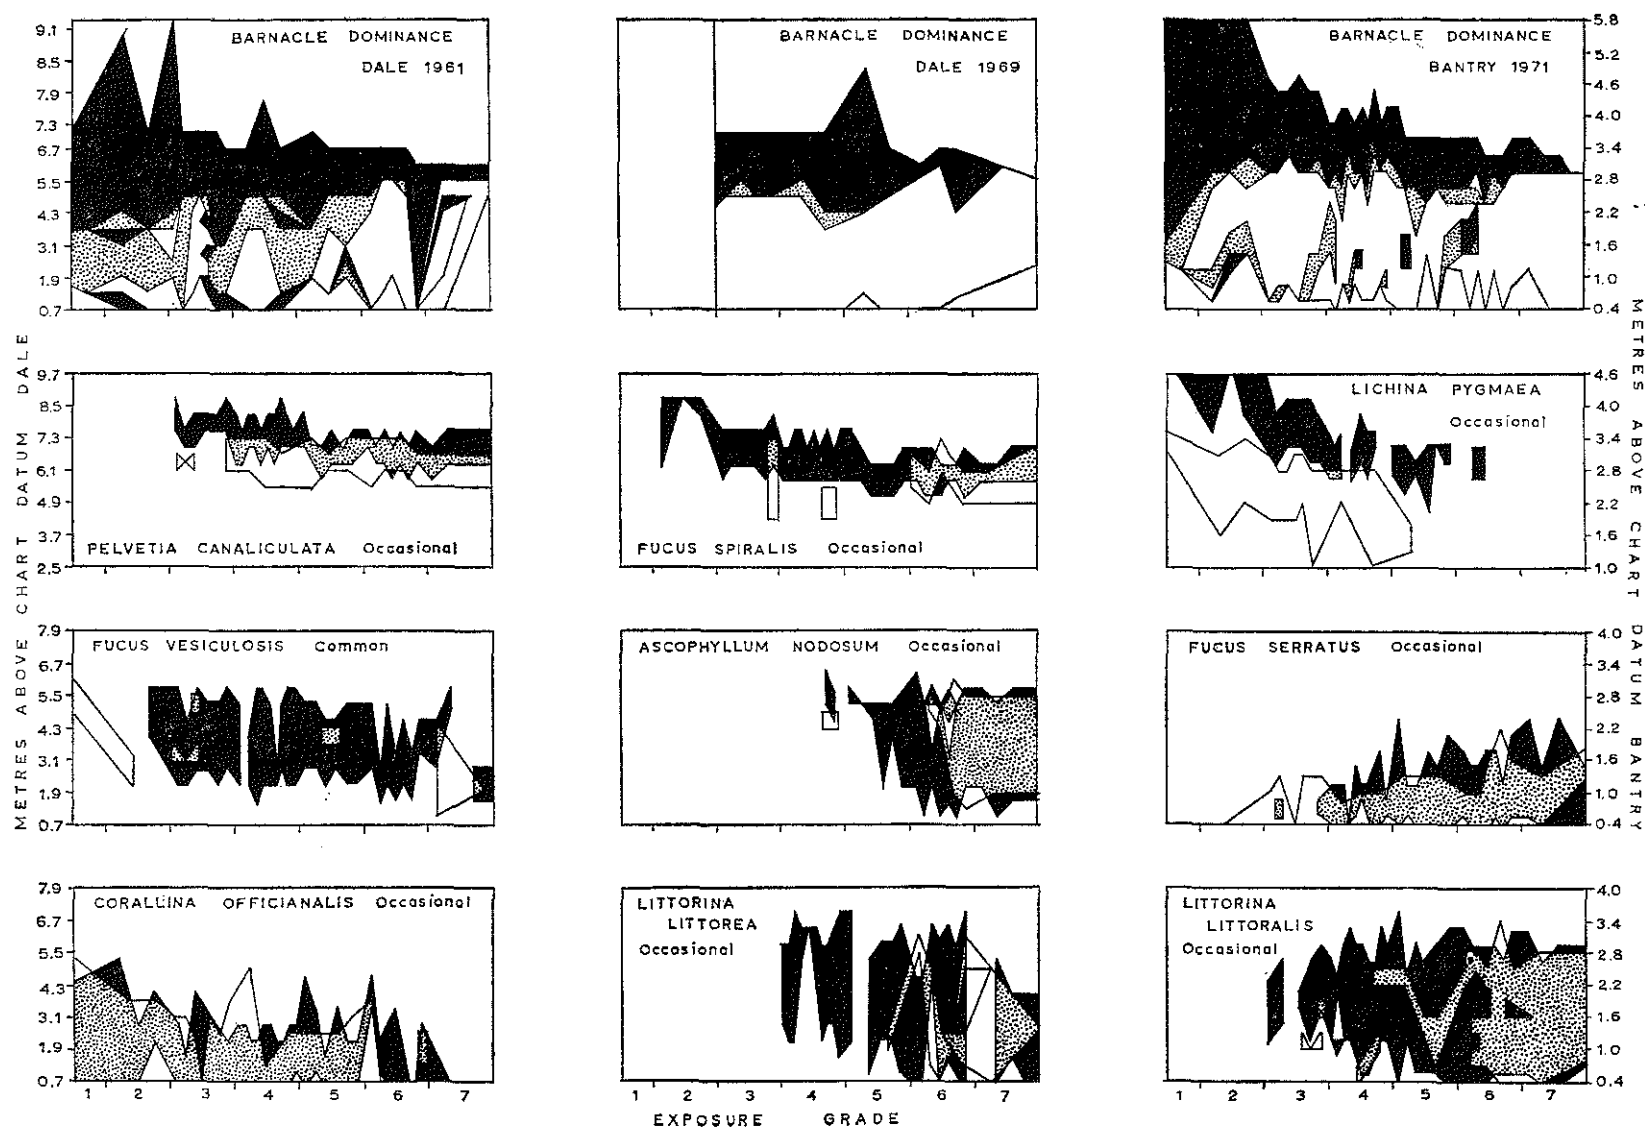 BARNACLE DOMINANCE
DALE 1961
9.1
8.5
7.9
7.3
6.7
5.5
4.3
3.1
1.9
0.7
BARNACLE DOMINANCE
DALE 1969
BARNACLE DOMINANCE
BANTRY 1971
5.8
5.2
4.6
4.0
3.4
2.8
2.2
1.6
1.0
0.4
METRES ABOVE CHART DATUM DALE
METRES ABOVE CHART DATUM BANTRY
9.7
8.5
7.3
6.1
4.9
3.7
2.5
PELVETIA CANALICULATA Occasional
FUCUS SPIRALIS Occasional
LICHINA PYGMAEA
Occasional
4.6
4.0
3.4
2.8
2.2
1.6
1.0
7.9
6.7
5.5
4.3
3.1
1.9
0.7
FUCUS VESICULOSIS Common
ASCOPHYLLUM NODOSUM Occasional
FUCUS SERRATUS Occasional
4.0
3.4
2.8
2.2
1.6
1.0
0.4
7.9
6.7
5.5
4.3
3.1
1.9
0.7
CORALLINA OFFICIANALIS Occasional
LITTORINA
LITTOREA
Occasional
LITTORINA
LITTORALIS
Occasional
4.0
3.4
2.8
2.2
1.6
1.0
0.4
1 2 3 4 5 6 7
1 2 3 4 5 6 7
1 2 3 4 5 6 7
EXPOSURE GRADE